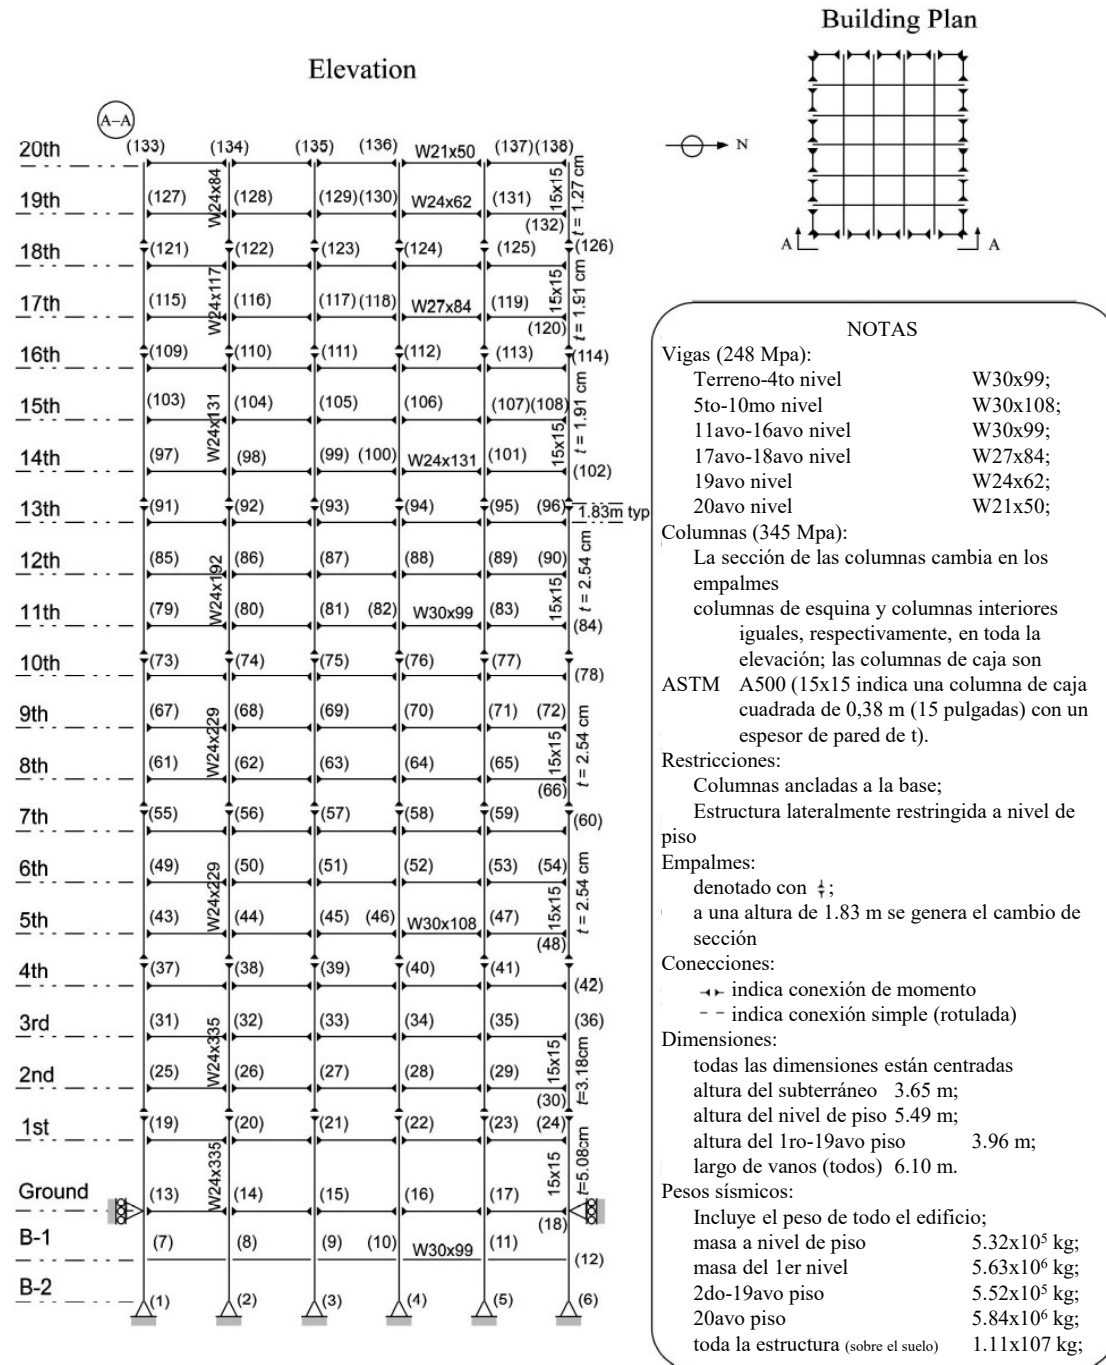 Building Plan
Elevation
A–A
N
A A
20th (133) (134) (135) (136) W21x50 (137)(138)
W24x84 15x15 t = 1.27 cm
19th (127) (128) (129)(130) W24x62 (131)
(132)
18th (121) (122) (123) (124) (125) (126)
W24x117 15x15 t = 1.91 cm
17th (115) (116) (117)(118) W27x84 (119)
(120)
16th (109) (110) (111) (112) (113) (114)
15th (103) (104) (105) (106) (107)(108)
W24x131 15x15 t = 1.91 cm
14th (97) (98) (99) (100) W24x131 (101) (102)
13th (91) (92) (93) (94) (95) (96) 1.83m typ
12th (85) (86) (87) (88) (89) (90)
W24x192 15x15 t = 2.54 cm
11th (79) (80) (81) (82) W30x99 (83) (84)
10th (73) (74) (75) (76) (77) (78)
9th (67) (68) (69) (70) (71) (72)
W24x229 15x15 t = 2.54 cm
8th (61) (62) (63) (64) (65)
(66)
7th (55) (56) (57) (58) (59) (60)
6th (49) (50) (51) (52) (53) (54)
W24x229 15x15 t = 2.54 cm
5th (43) (44) (45) (46) W30x108 (47)
(48)
4th (37) (38) (39) (40) (41) (42)
3rd (31) (32) (33) (34) (35) (36)
W24x335 15x15 t=3.18cm
2nd (25) (26) (27) (28) (29)
(30)
1st (19) (20) (21) (22) (23) (24)
W24x335 15x15 t=5.08cm
Ground (13) (14) (15) (16) (17)
(18)
B-1 (7) (8) (9) (10) W30x99 (11) (12)
B-2 (1) (2) (3) (4) (5) (6)
NOTAS
Vigas (248 Mpa):
Terreno-4to nivel W30x99;
5to-10mo nivel W30x108;
11avo-16avo nivel W30x99;
17avo-18avo nivel W27x84;
19avo nivel W24x62;
20avo nivel W21x50;
Columnas (345 Mpa):
La sección de las columnas cambia en los
empalmes
columnas de esquina y columnas interiores
iguales, respectivamente, en toda la
elevación; las columnas de caja son
ASTM A500 (15x15 indica una columna de caja
cuadrada de 0,38 m (15 pulgadas) con un
espesor de pared de t).
Restricciones:
Columnas ancladas a la base;
Estructura lateralmente restringida a nivel de
piso
Empalmes:
denotado con ;
a una altura de 1.83 m se genera el cambio de
sección
Conecciones:
indica conexión de momento
- - indica conexión simple (rotulada)
Dimensiones:
todas las dimensiones están centradas
altura del subterráneo 3.65 m;
altura del nivel de piso 5.49 m;
altura del 1ro-19avo piso 3.96 m;
largo de vanos (todos) 6.10 m.
Pesos sísmicos:
Incluye el peso de todo el edificio;
masa a nivel de piso 5.32x10⁵ kg;
masa del 1er nivel 5.63x10⁶ kg;
2do-19avo piso 5.52x10⁵ kg;
20avo piso 5.84x10⁶ kg;
toda la estructura (sobre el suelo) 1.11x107 kg;